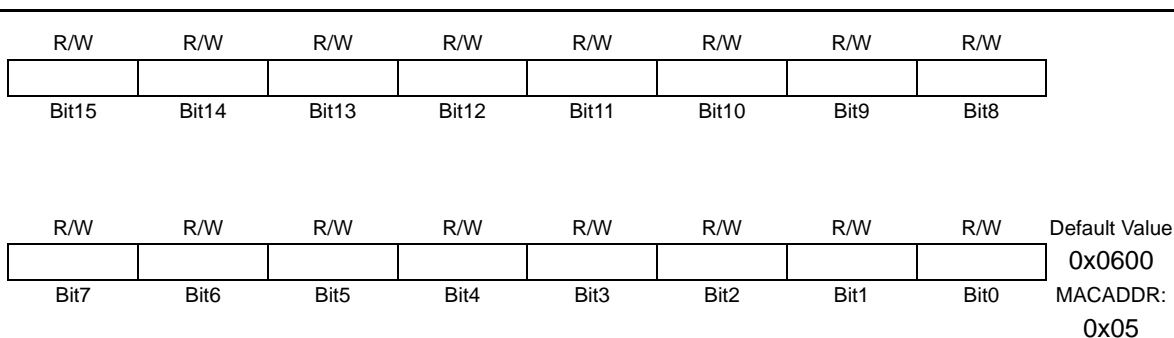 R/W R/W R/W R/W R/W R/W R/W R/W
Bit15 Bit14 Bit13 Bit12 Bit11 Bit10 Bit9 Bit8
R/W R/W R/W R/W R/W R/W R/W R/W Default Value
0x0600
Bit7 Bit6 Bit5 Bit4 Bit3 Bit2 Bit1 Bit0 MACADDR:
0x05